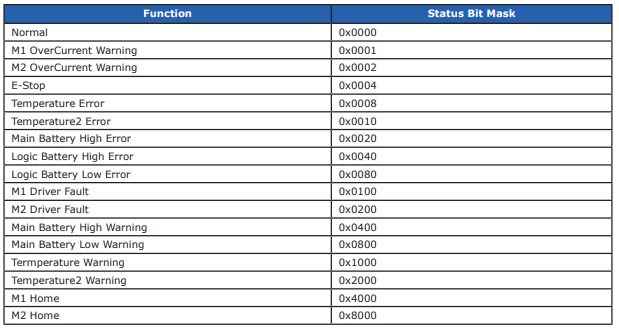 Function Status Bit Mask
Normal 0x0000
M1 OverCurrent Warning 0x0001
M2 OverCurrent Warning 0x0002
E-Stop 0x0004
Temperature Error 0x0008
Temperature2 Error 0x0010
Main Battery High Error 0x0020
Logic Battery High Error 0x0040
Logic Battery Low Error 0x0080
M1 Driver Fault 0x0100
M2 Driver Fault 0x0200
Main Battery High Warning 0x0400
Main Battery Low Warning 0x0800
Termperature Warning 0x1000
Temperature2 Warning 0x2000
M1 Home 0x4000
M2 Home 0x8000